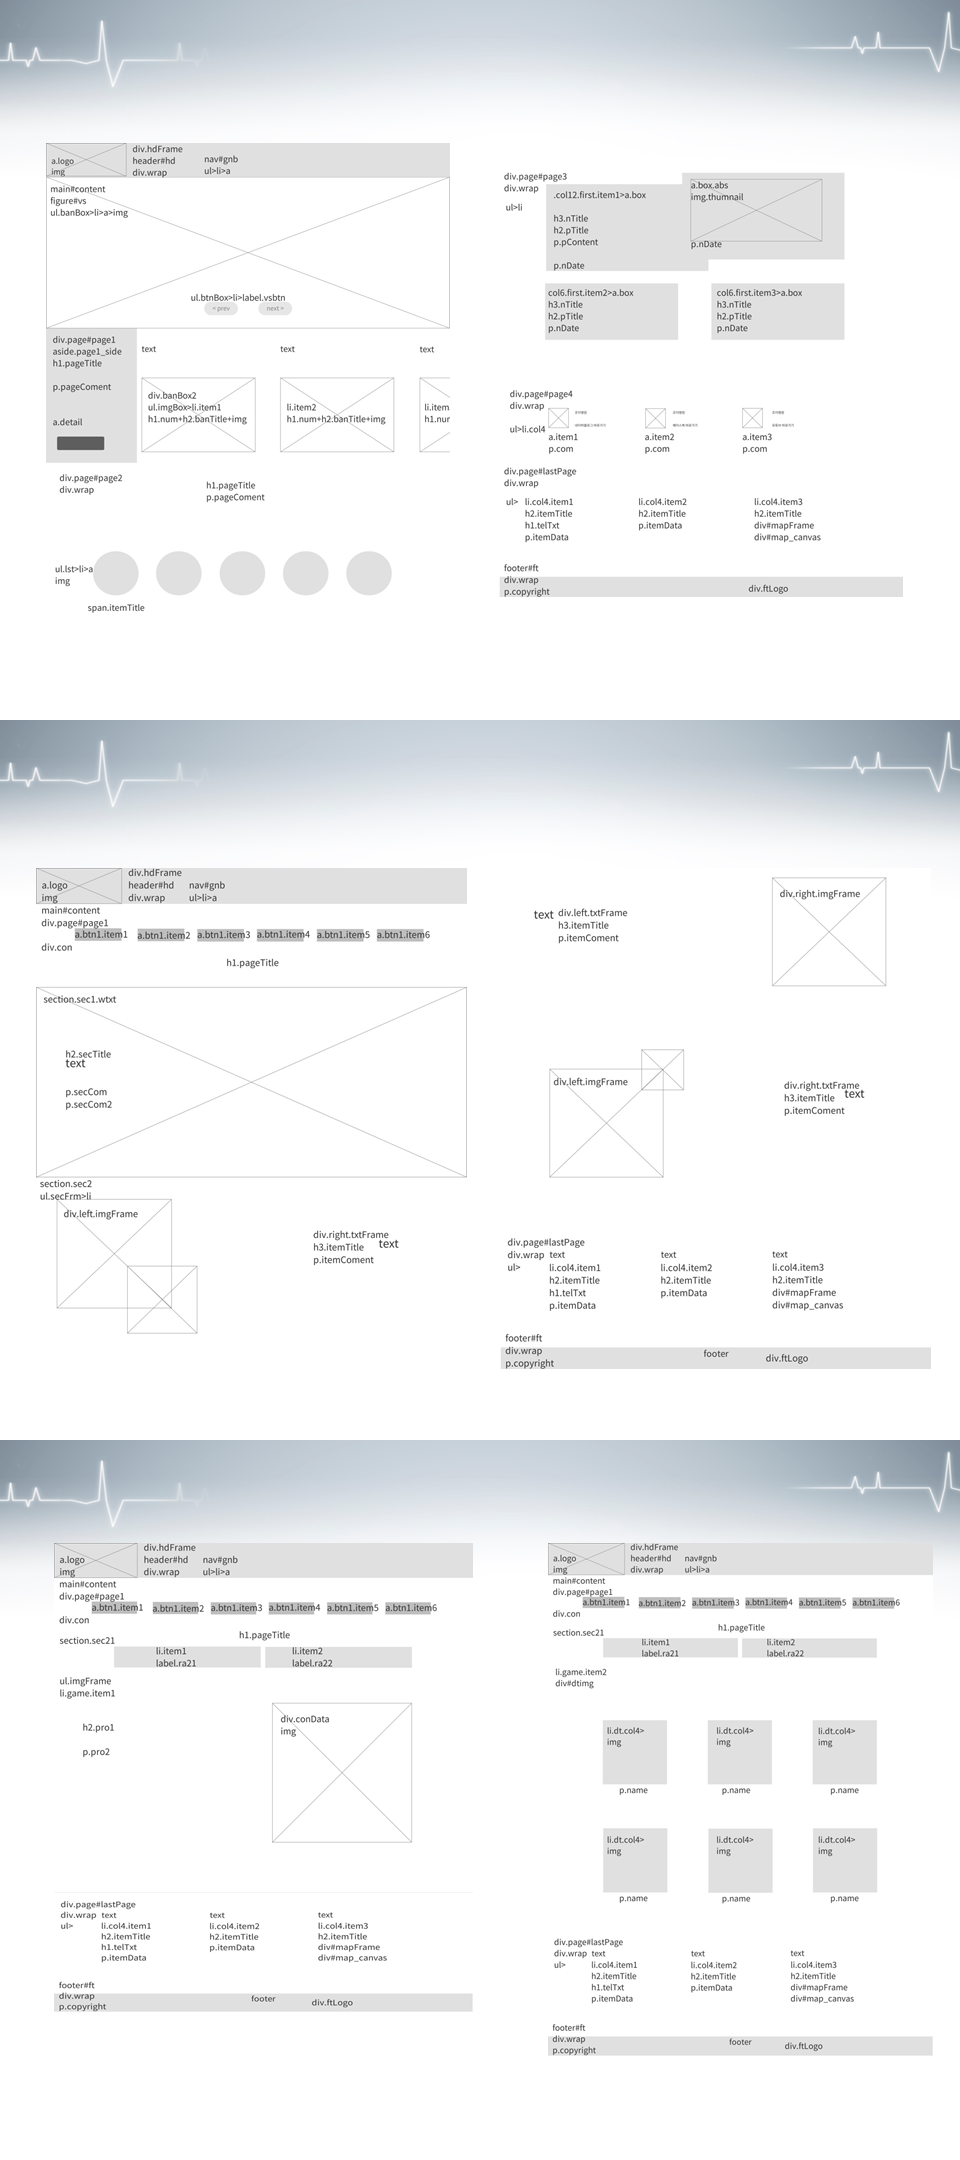 a.logo
img
div.hdFrame
header#hd
div.wrap
nav#gnb
ul>li>a
main#content
figure#vs
ul.banBox>li>a>img
ul.btnBox>li>label.vsbtn
< prev
next >
div.page#page1
aside.page1_side
h1.pageTitle
p.pageComent
a.detail
text
text
text
div.banBox2
ul.imgBox>li.item1
h1.num+h2.banTitle+img
li.item2
h1.num+h2.banTitle+img
li.item
h1.nur
div.page#page2
div.wrap
h1.pageTitle
p.pageComent
ul.lst>li>a
img
span.itemTitle
div.page#page3
div.wrap
ul>li
.col12.first.item1>a.box
h3.nTitle
h2.pTitle
p.pContent
p.nDate
a.box.abs
img.thumnail
p.nDate
col6.first.item2>a.box
h3.nTitle
h2.pTitle
p.nDate
col6.first.item3>a.box
h3.nTitle
h2.pTitle
p.nDate
div.page#page4
div.wrap
ul>li.col4
a.item1
p.com
a.item2
p.com
a.item3
p.com
div.page#lastPage
div.wrap
ul>
li.col4.item1
h2.itemTitle
h1.telTxt
p.itemData
li.col4.item2
h2.itemTitle
p.itemData
li.col4.item3
h2.itemTitle
div#mapFrame
div#map_canvas
footer#ft
div.wrap
p.copyright
div.ftLogo
a.logo
img
div.hdFrame
header#hd
div.wrap
nav#gnb
ul>li>a
main#content
div.page#page1
div.con
a.btn1.item1
a.btn1.item2
a.btn1.item3
a.btn1.item4
a.btn1.item5
a.btn1.item6
h1.pageTitle
section.sec1.wtxt
h2.secTitle
text
p.secCom
p.secCom2
section.sec2
ul.secFrm>li
div.left.imgFrame
div.right.txtFrame
h3.itemTitle
text
p.itemComent
text
div.left.txtFrame
h3.itemTitle
p.itemComent
div.right.imgFrame
div.left.imgFrame
div.right.txtFrame
h3.itemTitle
text
p.itemComent
div.page#lastPage
div.wrap
ul>
text
li.col4.item1
h2.itemTitle
h1.telTxt
p.itemData
text
li.col4.item2
h2.itemTitle
p.itemData
text
li.col4.item3
h2.itemTitle
div#mapFrame
div#map_canvas
footer#ft
div.wrap
p.copyright
footer
div.ftLogo
a.logo
img
div.hdFrame
header#hd
div.wrap
nav#gnb
ul>li>a
main#content
div.page#page1
div.con
a.btn1.item1
a.btn1.item2
a.btn1.item3
a.btn1.item4
a.btn1.item5
a.btn1.item6
h1.pageTitle
section.sec21
li.item1
label.ra21
li.item2
label.ra22
ul.imgFrame
li.game.item1
h2.pro1
p.pro2
div.conData
img
div.page#lastPage
div.wrap
ul>
text
li.col4.item1
h2.itemTitle
h1.telTxt
p.itemData
text
li.col4.item2
h2.itemTitle
p.itemData
text
li.col4.item3
h2.itemTitle
div#mapFrame
div#map_canvas
footer#ft
div.wrap
p.copyright
footer
div.ftLogo
a.logo
img
div.hdFrame
header#hd
div.wrap
nav#gnb
ul>li>a
main#content
div.page#page1
div.con
a.btn1.item1
a.btn1.item2
a.btn1.item3
a.btn1.item4
a.btn1.item5
a.btn1.item6
h1.pageTitle
section.sec21
li.item1
label.ra21
li.item2
label.ra22
li.game.item2
div#dtimg
li.dt.col4>
img
p.name
li.dt.col4>
img
p.name
li.dt.col4>
img
p.name
li.dt.col4>
img
p.name
li.dt.col4>
img
p.name
li.dt.col4>
img
p.name
div.page#lastPage
div.wrap
ul>
text
li.col4.item1
h2.itemTitle
h1.telTxt
p.itemData
text
li.col4.item2
h2.itemTitle
p.itemData
text
li.col4.item3
h2.itemTitle
div#mapFrame
div#map_canvas
footer#ft
div.wrap
p.copyright
footer
div.ftLogo